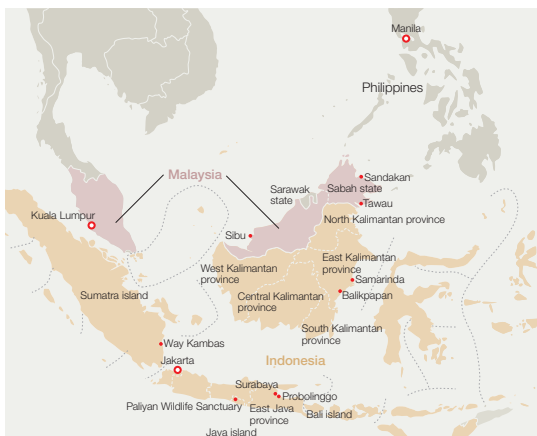 Manila
Philippines
Malaysia
Sandakan
Sarawak
state
Sabah state
Tawau
Kuala Lumpur
North Kalimantan province
Sibu
East Kalimantan
province
West Kalimantan
province
Samarinda
Sumatra island
Central Kalimantan
province
Balikpapan
South Kalimantan
province
Way Kambas
Jakarta
Indonesia
Surabaya
Probolinggo
Paliyan Wildlife Sanctuary
East Java
province
Bali island
Java island